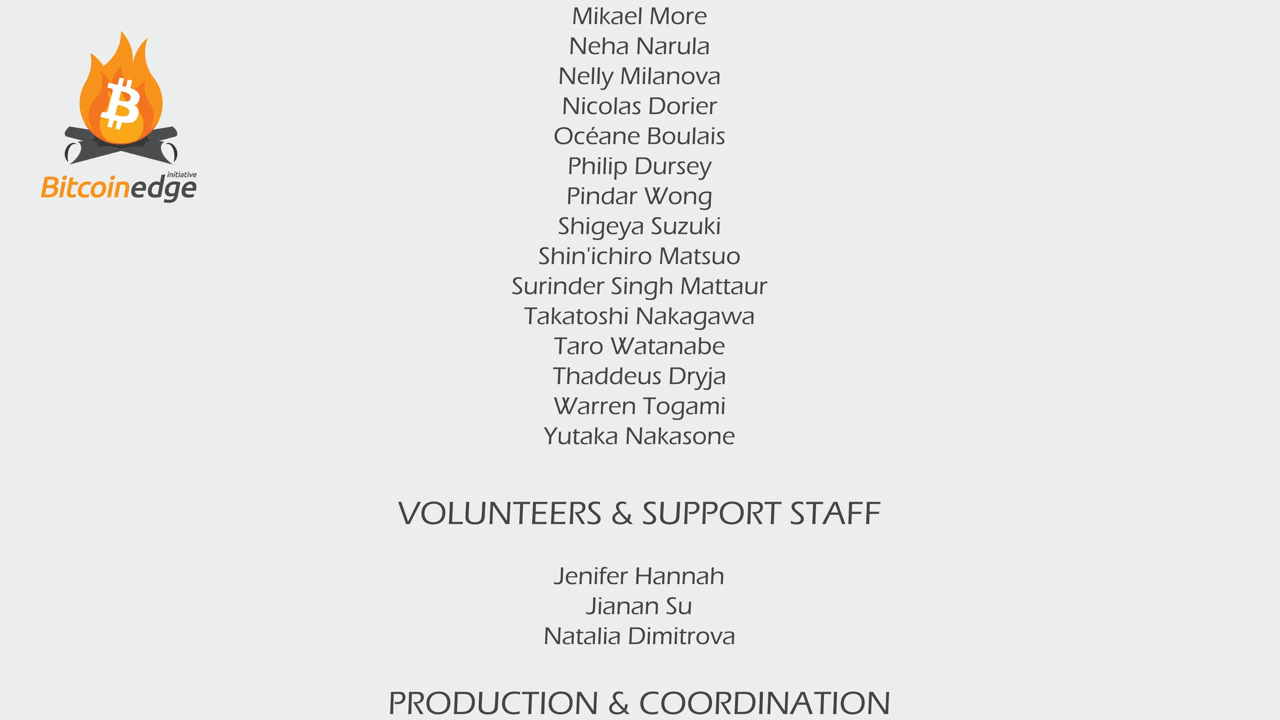 initiative
Bitcoinedge
Mikael More
Neha Narula
Nelly Milanova
Nicolas Dorier
Océane Boulais
Philip Dursey
Pindar Wong
Shigeya Suzuki
Shin'ichiro Matsuo
Surinder Singh Mattaur
Takatoshi Nakagawa
Taro Watanabe
Thaddeus Dryja
Warren Togami
Yutaka Nakasone
VOLUNTEERS & SUPPORT STAFF
Jenifer Hannah
Jianan Su
Natalia Dimitrova
PRODUCTION & COORDINATION